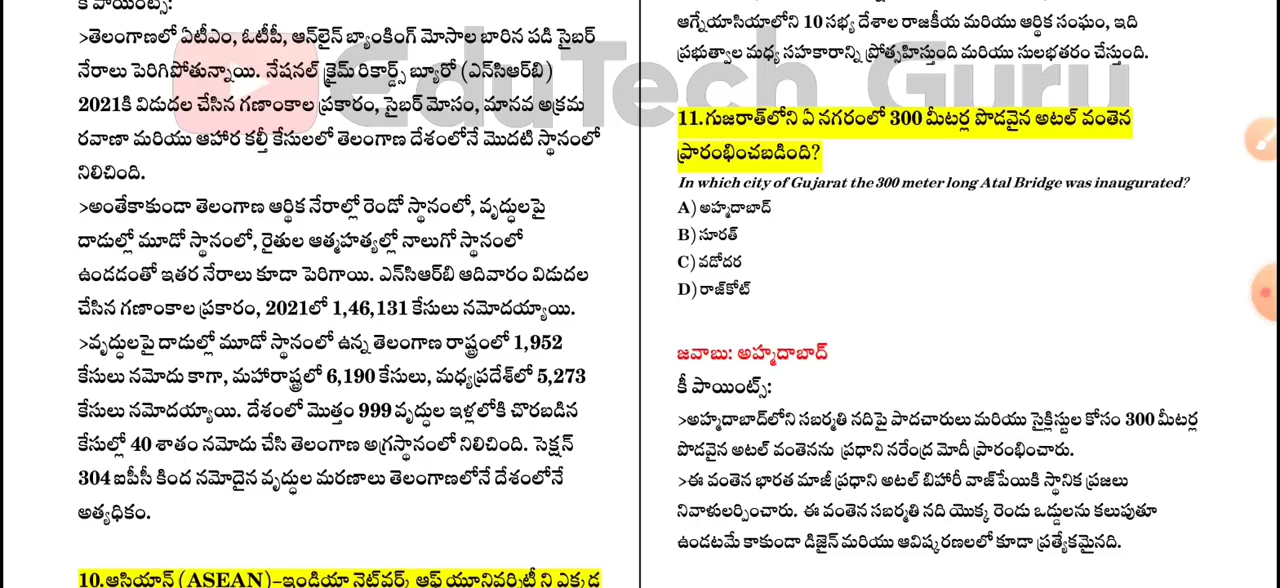 కీ పాయింట్స్:
>తెలంగాణలో ఏటీఎం, ఓటీపీ, ఆన్‌లైన్ బ్యాంకింగ్ మోసాల బారిన పడి సైబర్
నేరాలు పెరిగిపోతున్నాయి. నేషనల్ క్రైమ్ రికార్డ్స్ బ్యూరో (ఎన్‌సిఆర్‌బి)
2021కి విడుదల చేసిన గణాంకాల ప్రకారం, సైబర్ మోసం, మానవ అక్రమ
రవాణా మరియు ఆహార కల్తీ కేసులలో తెలంగాణ దేశంలోనే మొదటి స్థానంలో
నిలిచింది.
>అంతేకాకుండా తెలంగాణ ఆర్థిక నేరాల్లో రెండో స్థానంలో, వృద్ధులపై
దాడుల్లో మూడో స్థానంలో, రైతుల ఆత్మహత్యల్లో నాలుగో స్థానంలో
ఉండడంతో ఇతర నేరాలు కూడా పెరిగాయి. ఎన్‌సిఆర్‌బి ఆదివారం విడుదల
చేసిన గణాంకాల ప్రకారం, 2021లో 1,46,131 కేసులు నమోదయ్యాయి.
>వృద్ధులపై దాడుల్లో మూడో స్థానంలో ఉన్న తెలంగాణ రాష్ట్రంలో 1,952
కేసులు నమోదు కాగా, మహారాష్ట్రలో 6,190 కేసులు, మధ్యప్రదేశ్‌లో 5,273
కేసులు నమోదయ్యాయి. దేశంలో మొత్తం 999 వృద్ధుల ఇళ్లలోకి చొరబడిన
కేసుల్లో 40 శాతం నమోదు చేసి తెలంగాణ అగ్రస్థానంలో నిలిచింది. సెక్షన్
304 ఐపీసీ కింద నమోదైన వృద్ధుల మరణాలు తెలంగాణలోనే దేశంలోనే
అత్యధికం.
10.ఆసియాన్ (ASEAN)-ఇండియా నెట్‌వర్క్ ఆఫ్ యూనివర్సిటీ ని ఎక్కడ
ఆగ్నేయాసియాలోని 10 సభ్య దేశాల రాజకీయ మరియు ఆర్థిక సంఘం, ఇది
ప్రభుత్వాల మధ్య సహకారాన్ని ప్రోత్సహిస్తుంది మరియు సులభతరం చేస్తుంది.
11.గుజరాత్‌లోని ఏ నగరంలో 300 మీటర్ల పొడవైన అటల్ వంతెన
ప్రారంభించబడింది?
In which city of Gujarat the 300 meter long Atal Bridge was inaugurated?
A) అహ్మదాబాద్
B) సూరత్
C) వడోదర
D) రాజ్‌కోట్
జవాబు: అహ్మదాబాద్
కీ పాయింట్స్:
>అహ్మదాబాద్‌లోని సబర్మతి నదిపై పాదచారులు మరియు సైక్లిస్టుల కోసం 300 మీటర్ల
పొడవైన అటల్ వంతెనను ప్రధాని నరేంద్ర మోదీ ప్రారంభించారు.
>ఈ వంతెన భారత మాజీ ప్రధాని అటల్ బిహారీ వాజ్‌పేయికి స్థానిక ప్రజలు
నివాళులర్పించారు. ఈ వంతెన సబర్మతి నది యొక్క రెండు ఒడ్డులను కలుపుతూ
ఉండటమే కాకుండా డిజైన్ మరియు ఆవిష్కరణలలో కూడా ప్రత్యేకమైనది.
EduTech Guru